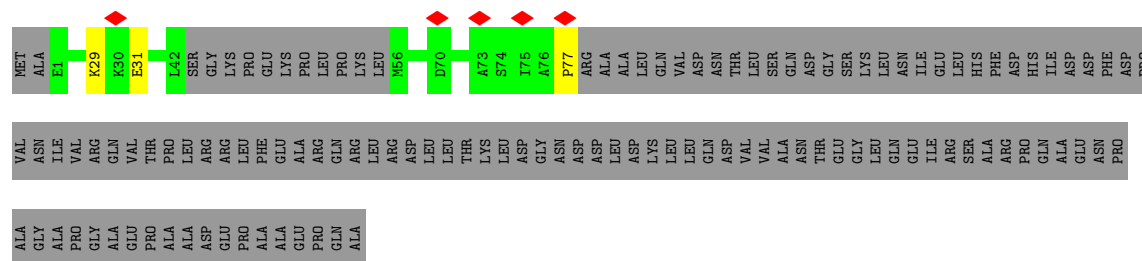 MET ALA E1 K29 K30 E31 L42 SER GLY LYS PRO GLU LYS PRO LEU PRO LYS LEU M56 D70 A73 S74 I75 A76 P77 ARG ALA ALA LEU GLN VAL ASP ASN THR LEU SER GLN ASP GLY SER LYS LEU ASN ILE GLU LEU HIS PHE ASP HIS ILE ASP ASP PHE ASP PRO
VAL ASN ILE VAL ARG GLN VAL THR PRO LEU ARG ARG LEU PHE GLU ALA ARG GLN ARG LEU ARG ASP LEU LEU THR LYS LEU ASP GLY ASN ASP ASP LEU ASP LYS LEU LEU GLN ASP VAL VAL ALA ASN THR GLU GLY LEU GLN GLU ILE ARG SER ALA ARG PRO GLN ALA GLU ASN PRO
ALA GLY ALA PRO GLY ALA GLU PRO ALA ALA ASP GLU PRO ALA ALA GLU PRO GLN ALA